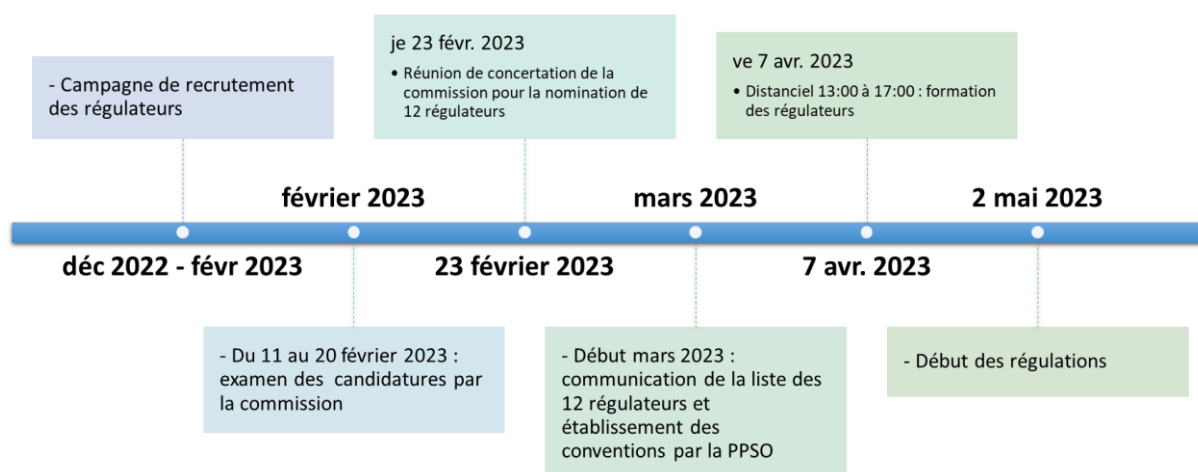 - Campagne de recrutement
des régulateurs
je 23 févr. 2023
• Réunion de concertation de la
commission pour la nomination de
12 régulateurs
ve 7 avr. 2023
• Distanciel 13:00 à 17:00 : formation
des régulateurs
février 2023
mars 2023
2 mai 2023
déc 2022 - févr 2023
23 février 2023
7 avr. 2023
- Du 11 au 20 février 2023 :
examen des candidatures par
la commission
- Début mars 2023 :
communication de la liste des
12 régulateurs et
établissement des
conventions par la PPSO
- Début des régulations